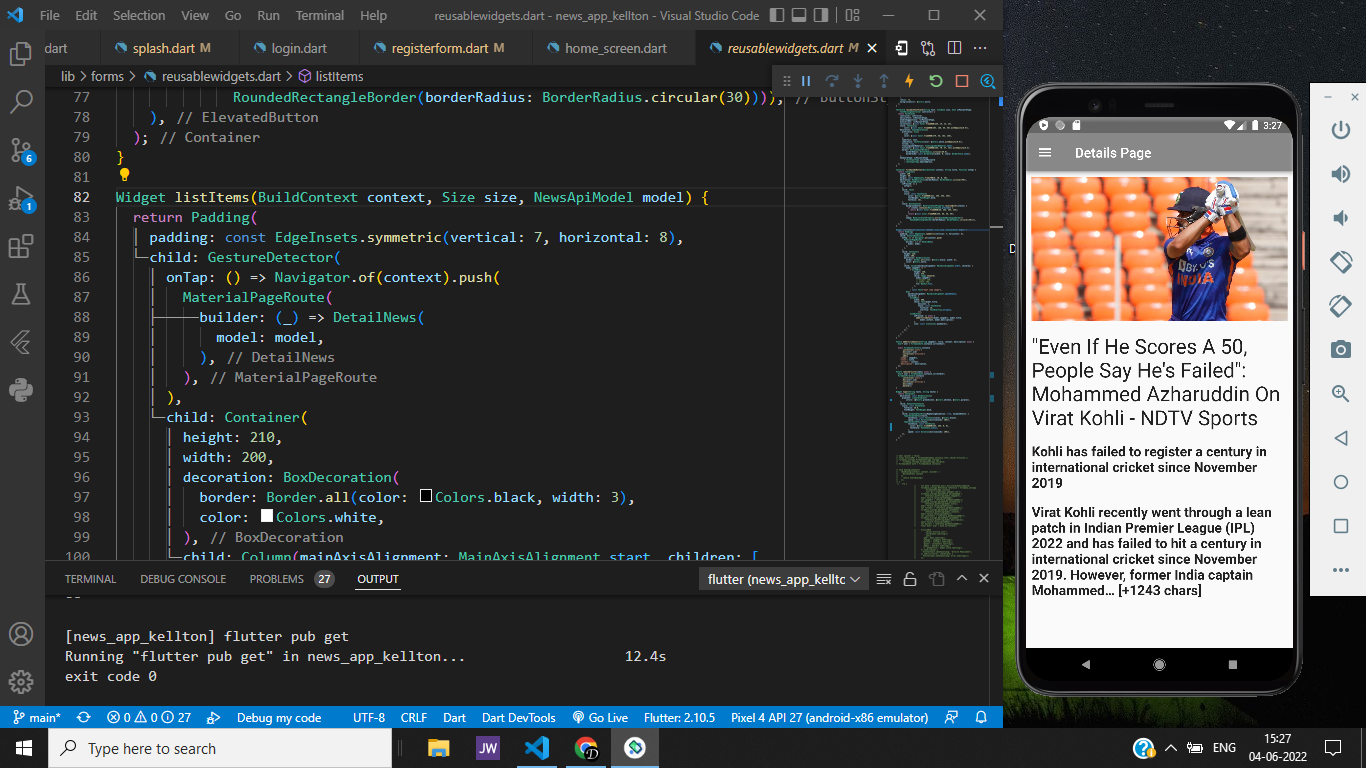 File Edit Selection View Go Run Terminal Help reusablewidgets.dart - news_app_kellton - Visual Studio Code
dart splash.dart M login.dart registerform.dart M home_screen.dart reusablewidgets.dart M
lib > forms > reusablewidgets.dart > listItems
77 RoundedRectangleBorder(borderRadius: BorderRadius.circular(30)))),
78 ), // ElevatedButton
79 ); // Container
80 }
81
82 Widget listItems(BuildContext context, Size size, NewsApiModel model) {
83 return Padding(
84 padding: const EdgeInsets.symmetric(vertical: 7, horizontal: 8),
85 child: GestureDetector(
86 onTap: () => Navigator.of(context).push(
87 MaterialPageRoute(
88 builder: (_) => DetailNews(
89 model: model,
90 ), // DetailNews
91 ), // MaterialPageRoute
92 ),
93 child: Container(
94 height: 210,
95 width: 200,
96 decoration: BoxDecoration(
97 border: Border.all(color: Colors.black, width: 3),
98 color: Colors.white,
99 ), // BoxDecoration
100 child: Column(mainAxisAlignment: MainAxisAlignment.start, children: [
6
1
TERMINAL DEBUG CONSOLE PROBLEMS 27 OUTPUT flutter (news_app_kelltc
[news_app_kellton] flutter pub get
Running "flutter pub get" in news_app_kellton... 12.4s
exit code 0
main* 0 0 27 Debug my code UTF-8 CRLF Dart Dart DevTools Go Live Flutter: 2.10.5 Pixel 4 API 27 (android-x86 emulator)
Type here to search
JW
D
ENG
15:27
04-06-2022
D
3:27
Details Page
INDIA
"Even If He Scores A 50,
People Say He's Failed":
Mohammed Azharuddin On
Virat Kohli - NDTV Sports
Kohli has failed to register a century in
international cricket since November
2019
Virat Kohli recently went through a lean
patch in Indian Premier League (IPL)
2022 and has failed to hit a century in
international cricket since November
2019. However, former India captain
Mohammed… [+1243 chars]